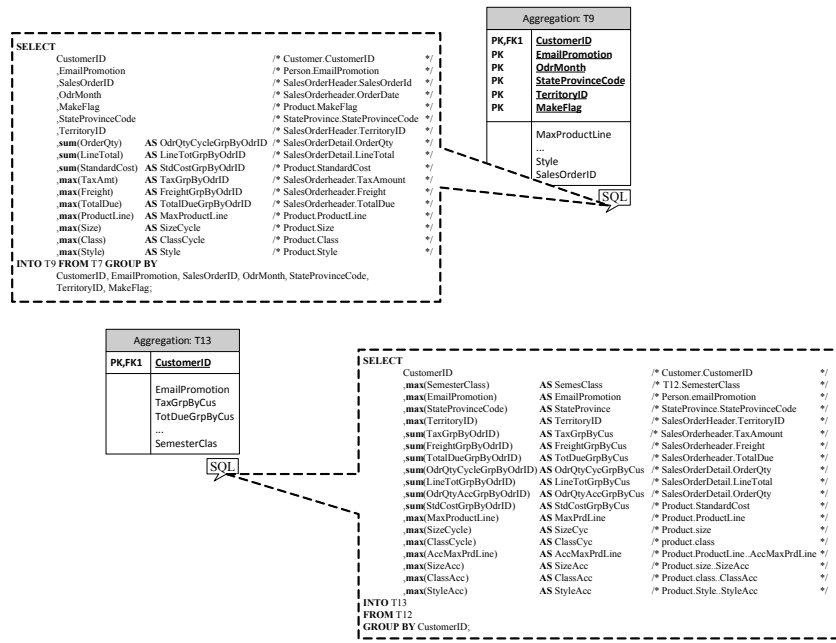 Aggregation: T9
PK,FK1 CustomerID
PK EmailPromotion
PK OdrMonth
PK StateProvinceCode
PK TerritoryID
PK MakeFlag
MaxProductLine
...
Style
SalesOrderID
SQL
SELECT
CustomerID /* Customer.CustomerID */
,EmailPromotion /* Person.EmailPromotion */
,SalesOrderID /* SalesOrderHeder.SalesOrderId */
,OdrMonth /* SalesOrderheader.OrderDate */
,MakeFlag /* Product.MakeFlag */
,StateProvinceCode /* StateProvince.StateProvinceCode */
,TerritoryID /* SalesOrderHeader.TerritoryID */
,sum(OrderQty) AS OdrQtyCycleGrpByOdrID /* SalesOrderDetail.OrderQty */
,sum(LineTotal) AS LineTotGrpByOdrID /* SalesOrderDetail.LineTotal */
,sum(StandardCost) AS StdCostGrpByOdrID /* Product.StandardCost */
,max(TaxAmt) AS TaxGrpByOdrID /* SalesOrderheader.TaxAmount */
,max(Freight) AS FreightGrpByOdrID /* SalesOrderheader.Freight */
,max(TotalDue) AS TotalDueGrpByOdrID /* SalesOrderheader.TotalDue */
,max(ProductLine) AS MaxProductLine /* Product.ProductLine */
,max(Size) AS SizeCycle /* Product.Size */
,max(Class) AS ClassCycle /* Product.Class */
,max(Style) AS Style /* Product.Style */
INTO T9 FROM T7 GROUP BY
CustomerID, EmailPromotion, SalesOrderID, OdrMonth, StateProvinceCode,
TerritoryID, MakeFlag;
Aggregation: T13
PK,FK1 CustomerID
EmailPromotion
TaxGrpByCus
TotDueGrpByCus
...
SemesterClas
SQL
SELECT
CustomerID /* Customer.CustomerID */
,max(SemesterClass) AS SemesClass /* T12.SemesterClass */
,max(EmailPromotion) AS EmailPromotion /* Person.emailPromotion */
,max(StateProvinceCode) AS StateProvince /* StateProvince.StateProvinceCode */
,max(TerritoryID) AS TerritoryID /* SalesOrderHeader.TerritoryID */
,sum(TaxGrpByOdrID) AS TaxGrpByCus /* SalesOrderheader.TaxAmount */
,sum(FreightGrpByOdrID) AS FreightGrpByCus /* SalesOrderheader.Freight */
,sum(TotalDueGrpByOdrID) AS TotDueGrpByCus /* SalesOrderheader.TotalDue */
,sum(OdrQtyCycleGrpByOdrID) AS OdrQtyCycGrpByCus /* SalesOrderDetail.OrderQty */
,sum(LineTotGrpByOdrID) AS LineTotGrpByCus /* SalesOrderDetail.LineTotal */
,sum(OdrQtyAccGrpByOdrID) AS OdrQtyAccGrpByCus /* SalesOrderDetail.OrderQty */
,sum(StdCostGrpByOdrID) AS StdCostGrpByCus /* Product.StandardCost */
,max(MaxProductLine) AS MaxPrdLine /* Product.ProductLine */
,max(SizeCycle) AS SizeCyc /* Product.size */
,max(ClassCycle) AS ClassCyc /* product.class */
,max(AccMaxPrdLine) AS AccMaxPrdLine /* Product.ProductLine..AccMaxPrdLine */
,max(SizeAcc) AS SizeAcc /* Product.size..SizeAcc */
,max(ClassAcc) AS ClassAcc /* Product.class..ClassAcc */
,max(StyleAcc) AS StyleAcc /* Product.Style..StyleAcc */
INTO T13
FROM T12
GROUP BY CustomerID;